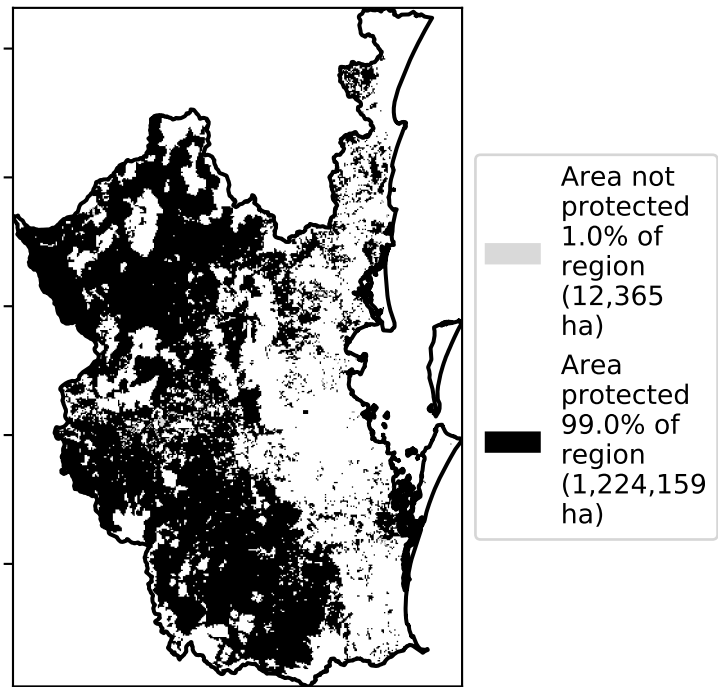 Area not
protected
1.0% of
region
(12,365
ha)
Area
protected
99.0% of
region
(1,224,159
ha)